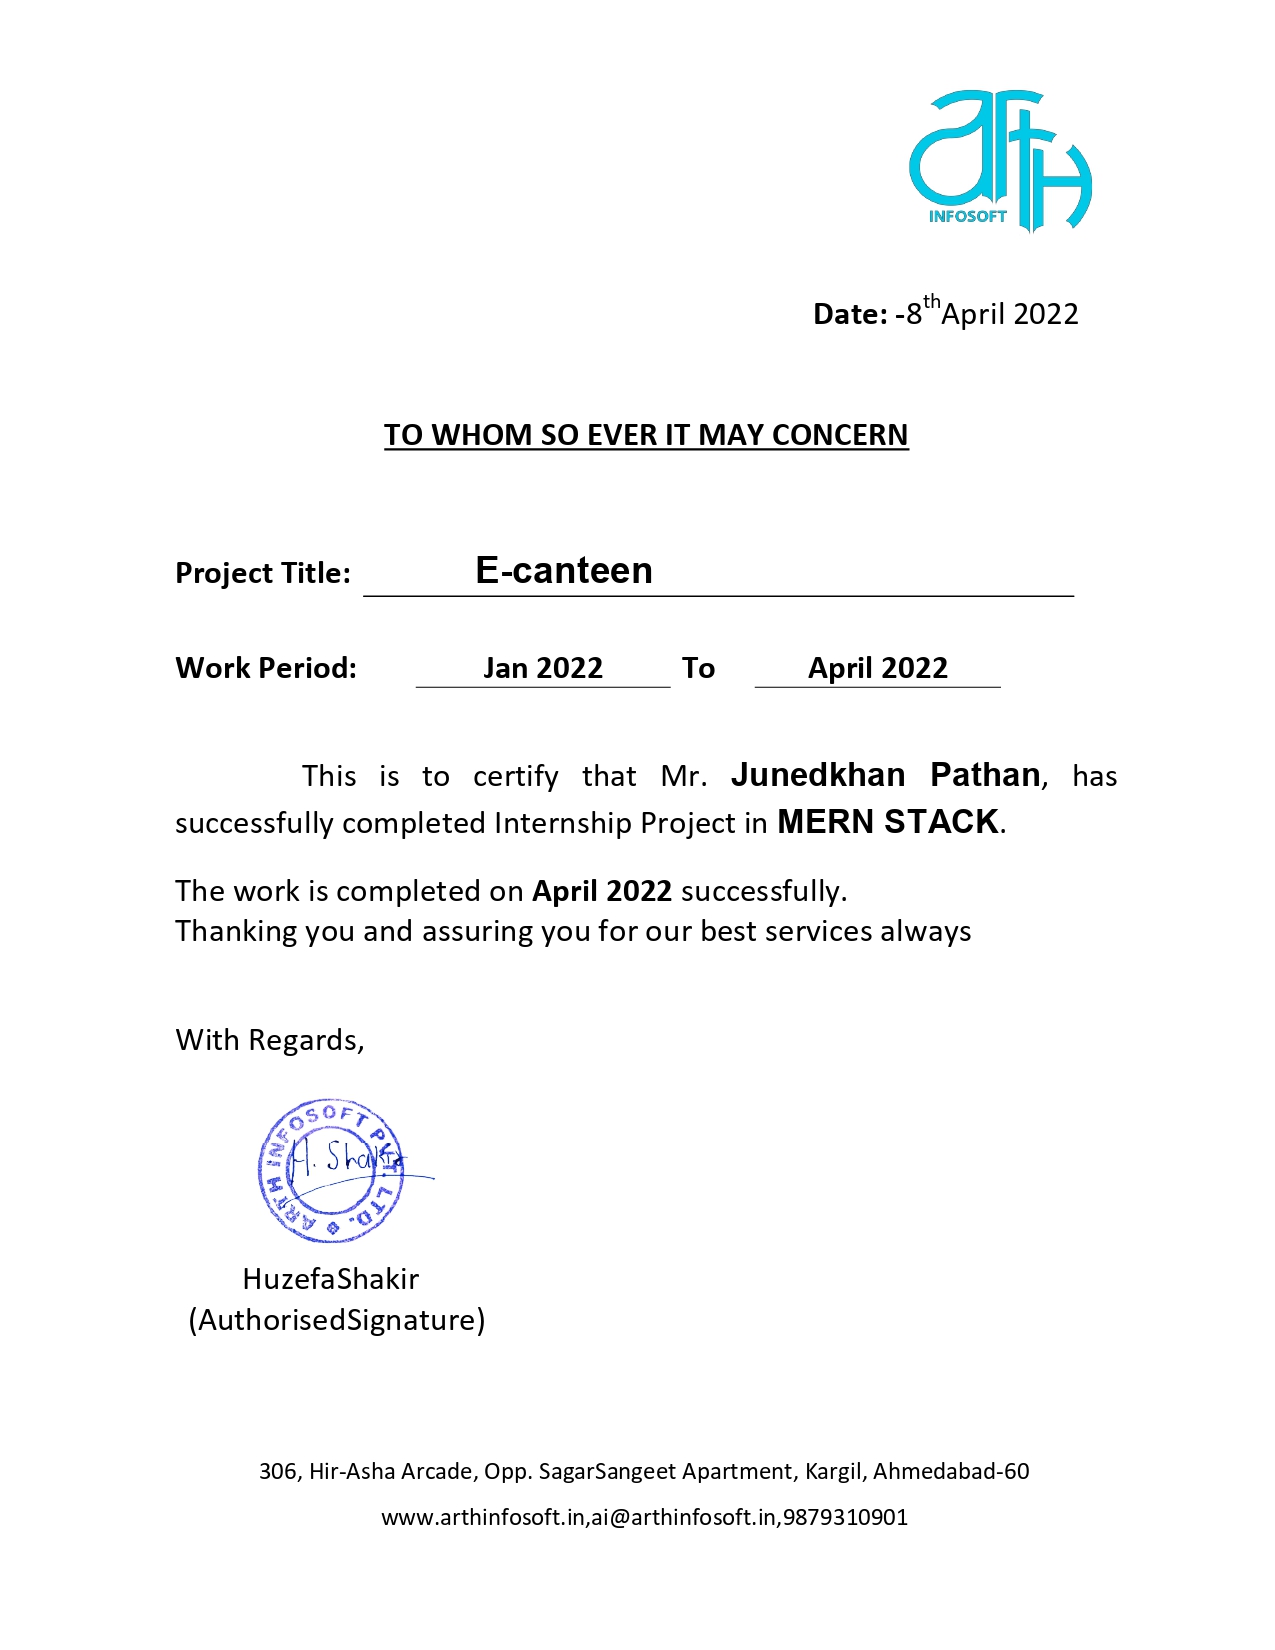 arth
INFOSOFT
Date: -8thApril 2022
TO WHOM SO EVER IT MAY CONCERN
Project Title: E-canteen
Work Period: Jan 2022 To April 2022
This is to certify that Mr. Junedkhan Pathan, has
successfully completed Internship Project in MERN STACK.
The work is completed on April 2022 successfully.
Thanking you and assuring you for our best services always
With Regards,
ARTH INFOSOFT PVT. LTD.
H. Shakir
HuzefaShakir
(AuthorisedSignature)
306, Hir-Asha Arcade, Opp. SagarSangeet Apartment, Kargil, Ahmedabad-60
www.arthinfosoft.in,ai@arthinfosoft.in,9879310901